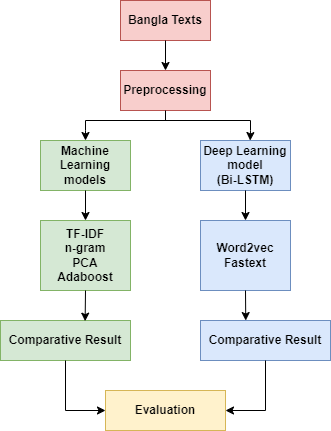 Bangla Texts
Preprocessing
Machine
Learning
models
TF-IDF
n-gram
PCA
Adaboost
Comparative Result
Deep Learning
model
(Bi-LSTM)
Word2vec
Fastext
Comparative Result
Evaluation